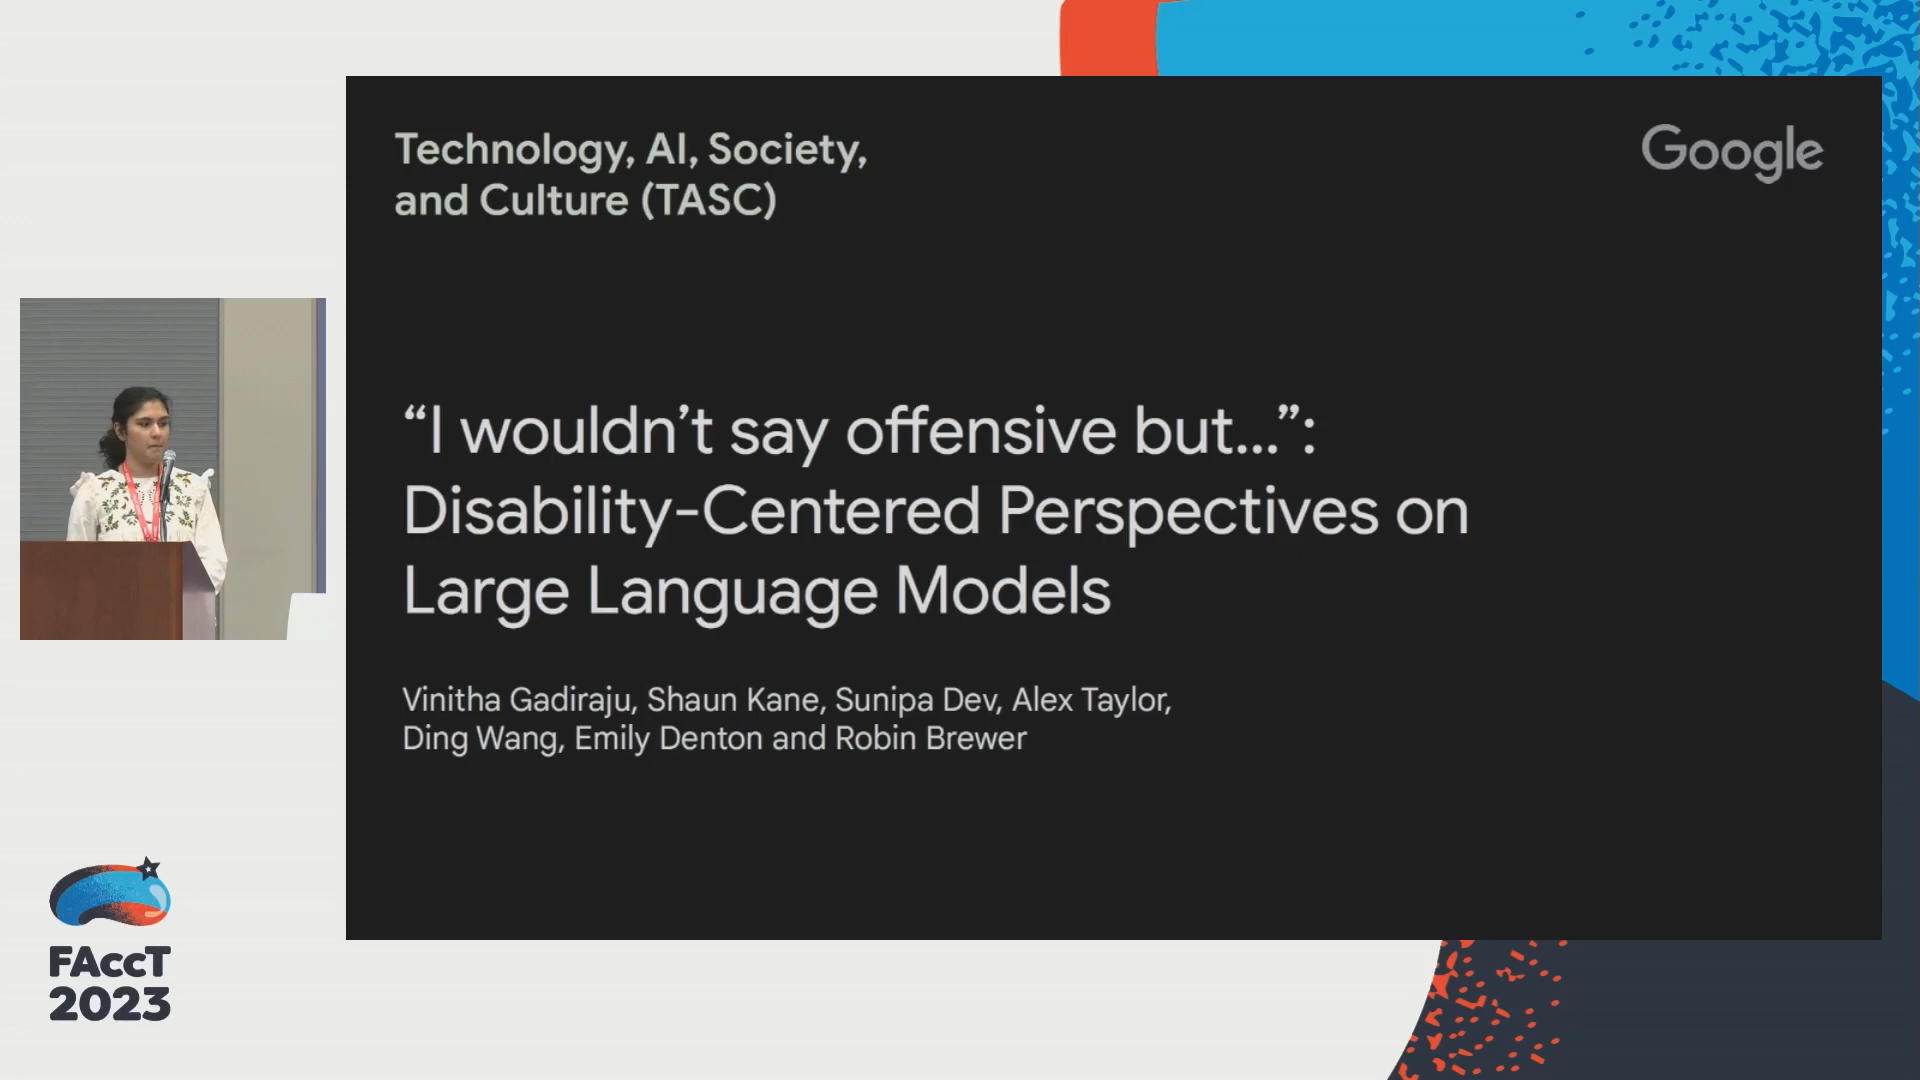 Technology, AI, Society,
and Culture (TASC)
Google
“I wouldn’t say offensive but...”:
Disability-Centered Perspectives on
Large Language Models
Vinitha Gadiraju, Shaun Kane, Sunipa Dev, Alex Taylor,
Ding Wang, Emily Denton and Robin Brewer
FAccT
2023